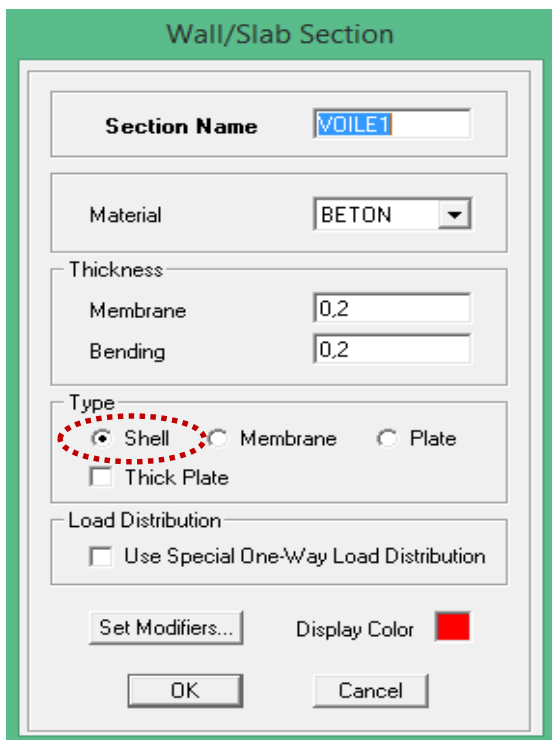 Wall/Slab Section
Section Name VOILE1
Material BETON
Thickness
Membrane 0,2
Bending 0,2
Type
Shell Membrane Plate
Thick Plate
Load Distribution
Use Special One-Way Load Distribution
Set Modifiers... Display Color
OK Cancel